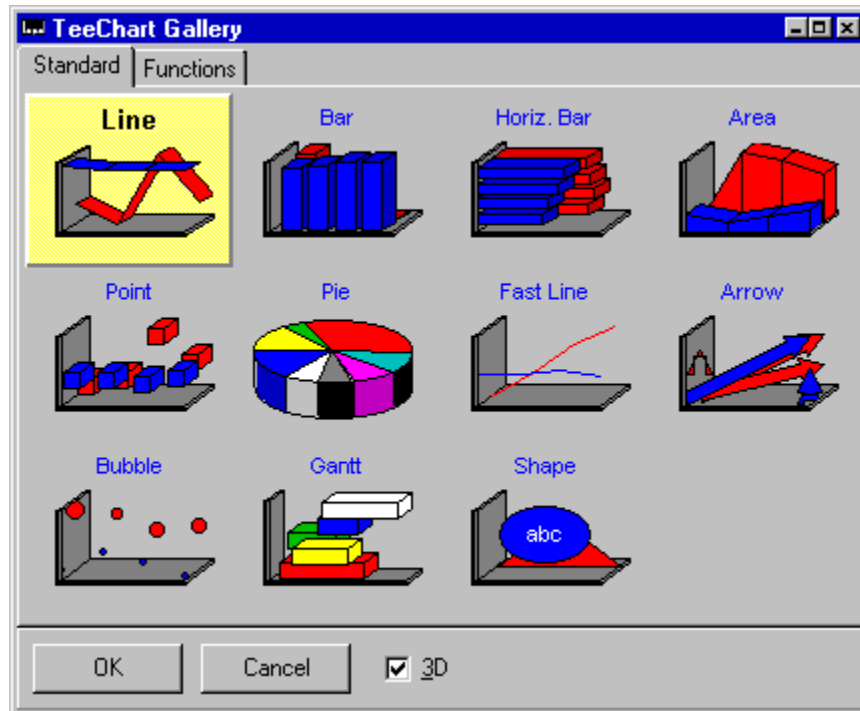 TeeChart Gallery
Standard Functions
Line Bar Horiz. Bar Area
Point Pie Fast Line Arrow
Bubble Gantt Shape
abc
OK Cancel 3D